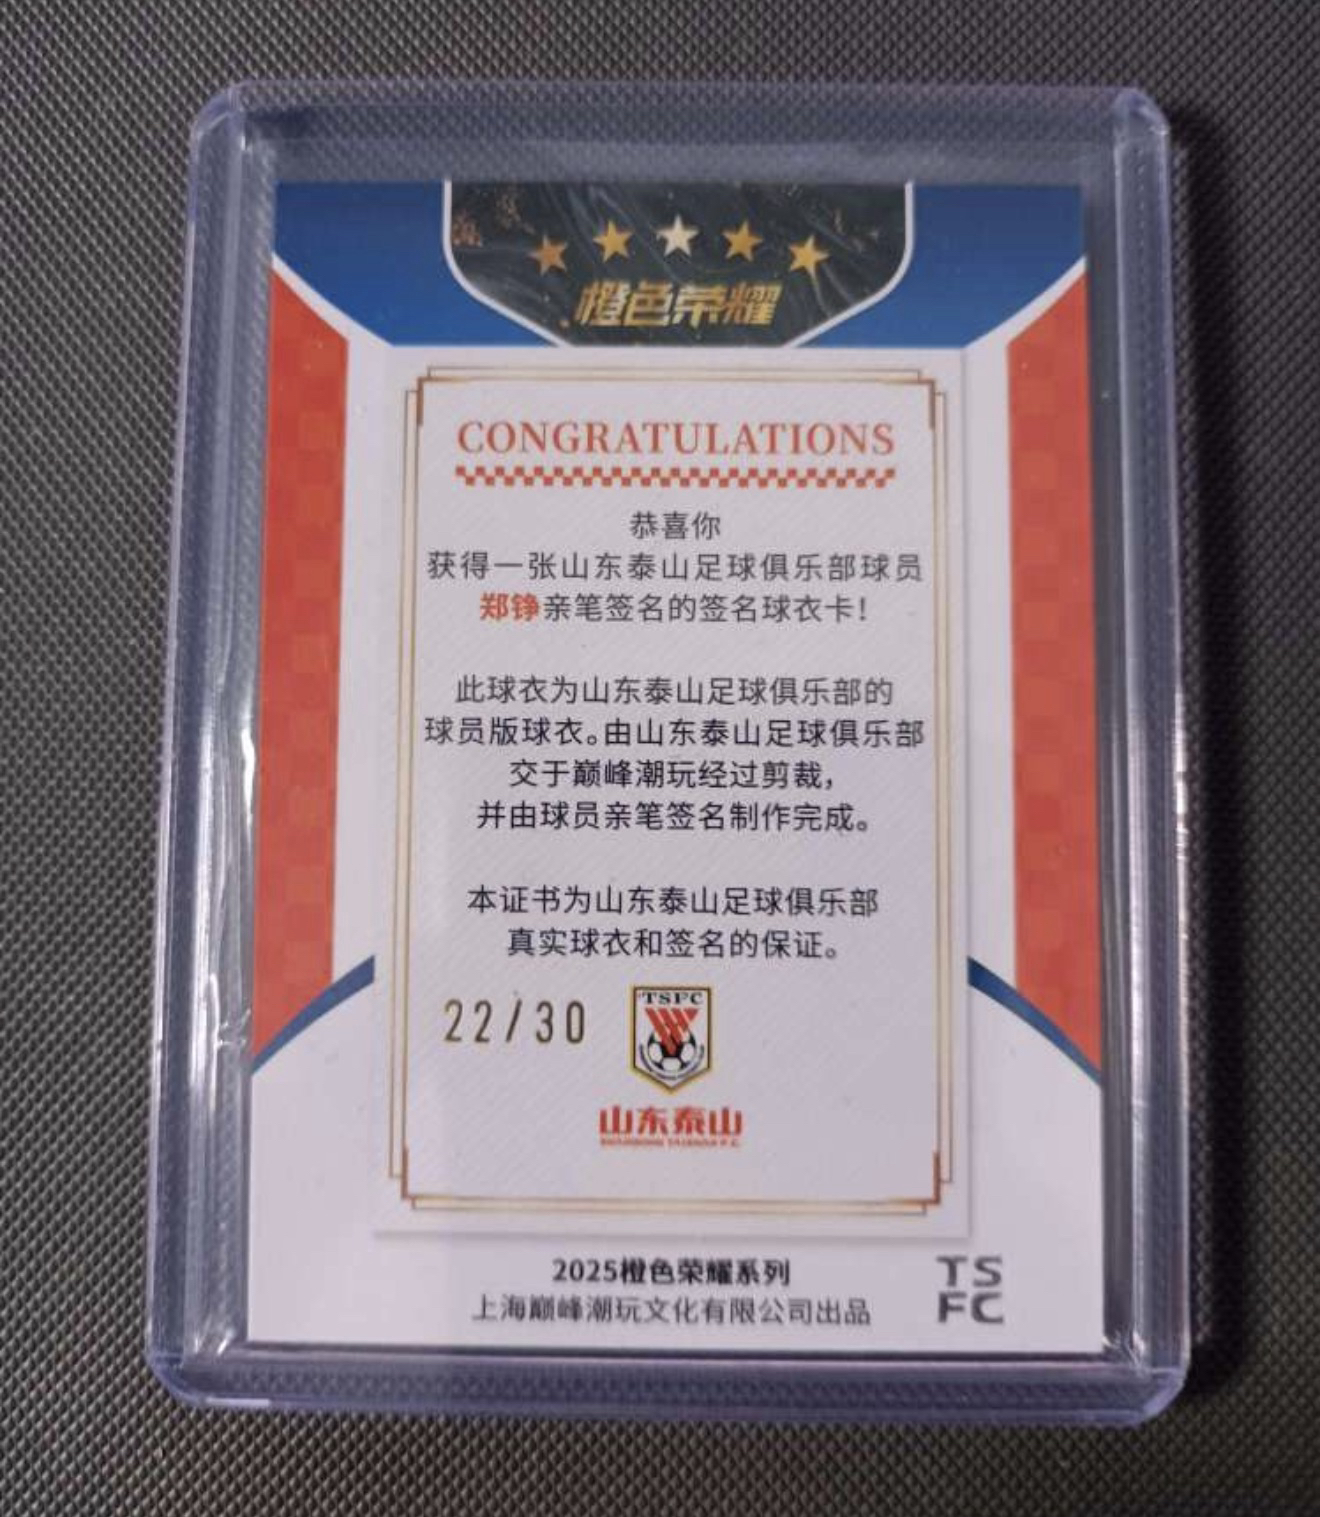 橙色荣耀
CONGRATULATIONS
恭喜你
获得一张山东泰山足球俱乐部球员
郑铮亲笔签名的签名球衣卡！
此球衣为山东泰山足球俱乐部的
球员版球衣。由山东泰山足球俱乐部
交于巅峰潮玩经过剪裁，
并由球员亲笔签名制作完成。
本证书为山东泰山足球俱乐部
真实球衣和签名的保证。
22/30
TSFC
山东泰山
SHANDONG TAISHAN F.C.
2025橙色荣耀系列
上海巅峰潮玩文化有限公司出品
TS
FC